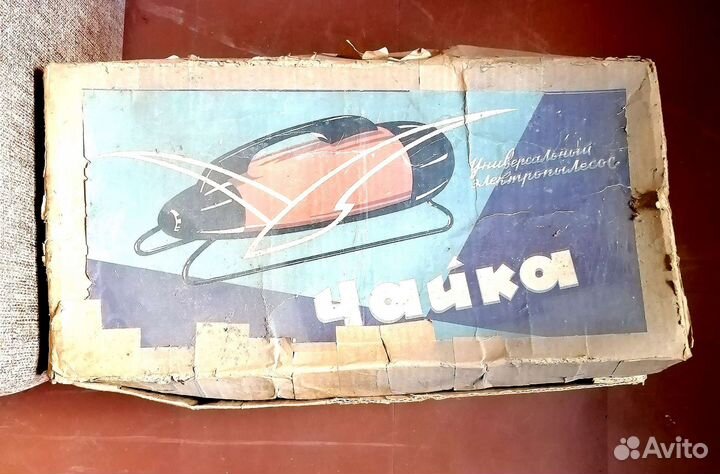 Универсальный
электропылесос
Чайка
Avito